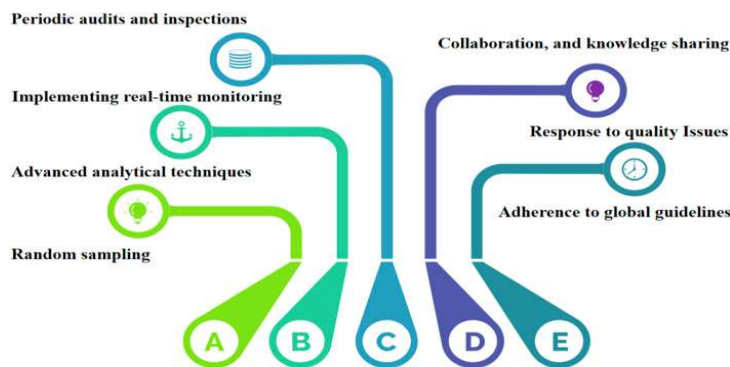 Periodic audits and inspections
Collaboration, and knowledge sharing
Implementing real-time monitoring
Response to quality Issues
Advanced analytical techniques
Adherence to global guidelines
Random sampling
A
B
C
D
E